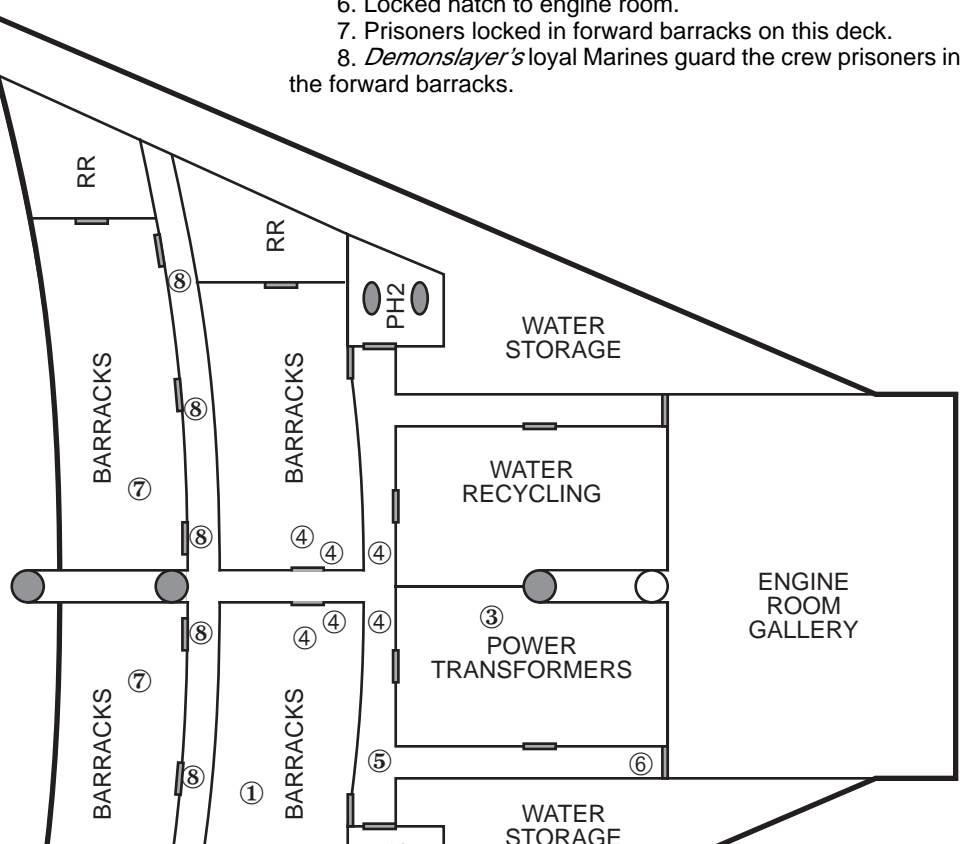 6. Locked hatch to engine room.
7. Prisoners locked in forward barracks on this deck.
8. Demonslayer's loyal Marines guard the crew prisoners in
the forward barracks.
RR
RR
⑧
PH2
WATER
STORAGE
BARRACKS
⑧
BARRACKS
WATER
RECYCLING
⑦
⑧
④
④
④
ENGINE
ROOM
GALLERY
⑧
④
④
④
③
POWER
TRANSFORMERS
⑦
BARRACKS
BARRACKS
⑤
⑥
⑧
①
WATER
STORAGE